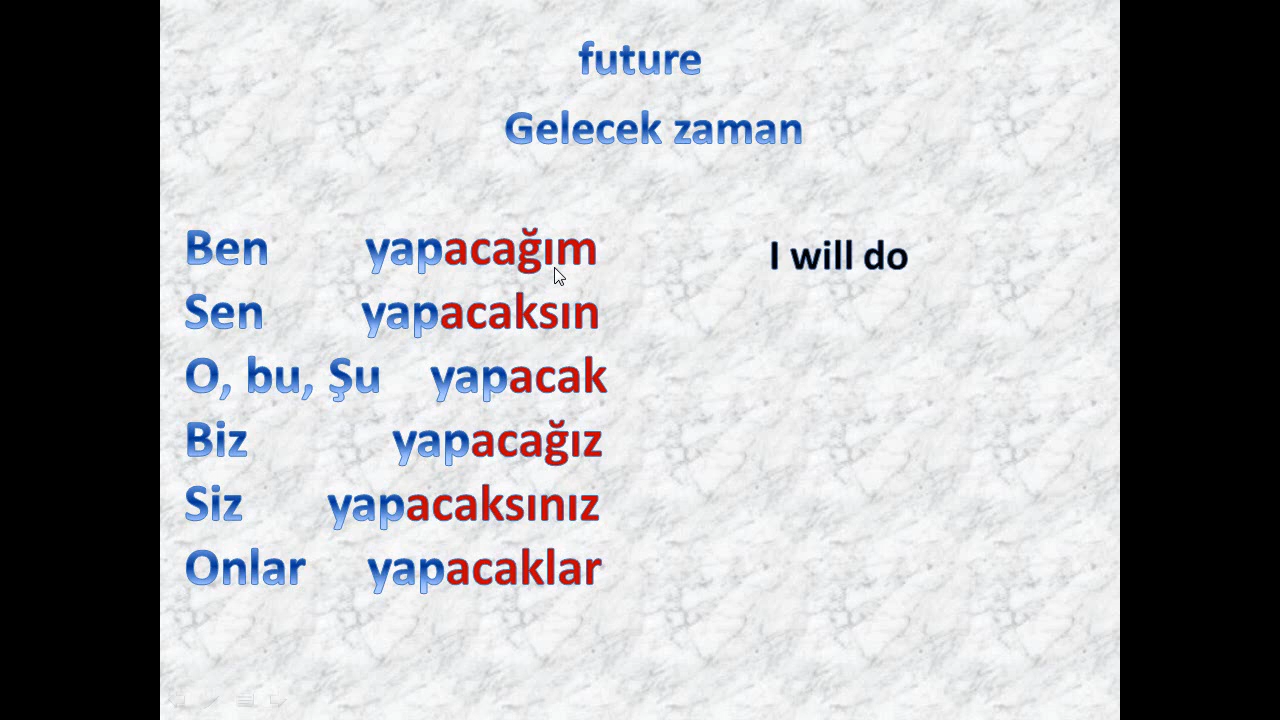 future
Gelecek zaman
Ben yapacağım I will do
Sen yapacaksın
O, bu, Şu yapacak
Biz yapacağız
Siz yapacaksınız
Onlar yapacaklar